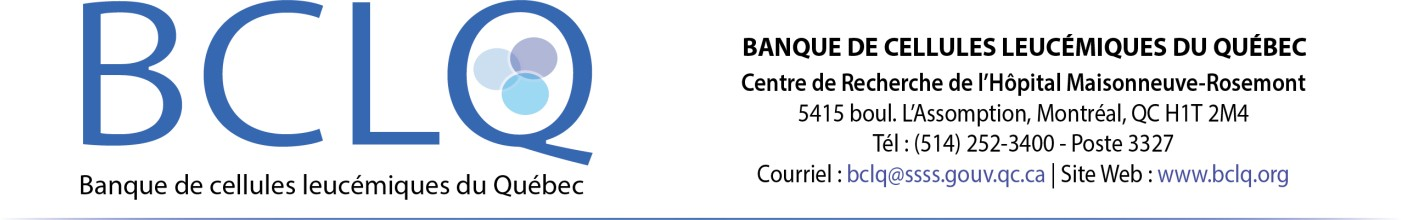 BCLQ
Banque de cellules leucémiques du Québec
BANQUE DE CELLULES LEUCÉMIQUES DU QUÉBEC
Centre de Recherche de l'Hôpital Maisonneuve-Rosemont
5415 boul. L'Assomption, Montréal, QC H1T 2M4
Tél : (514) 252-3400 - Poste 3327
Courriel : bclq@ssss.gouv.qc.ca | Site Web : www.bclq.org